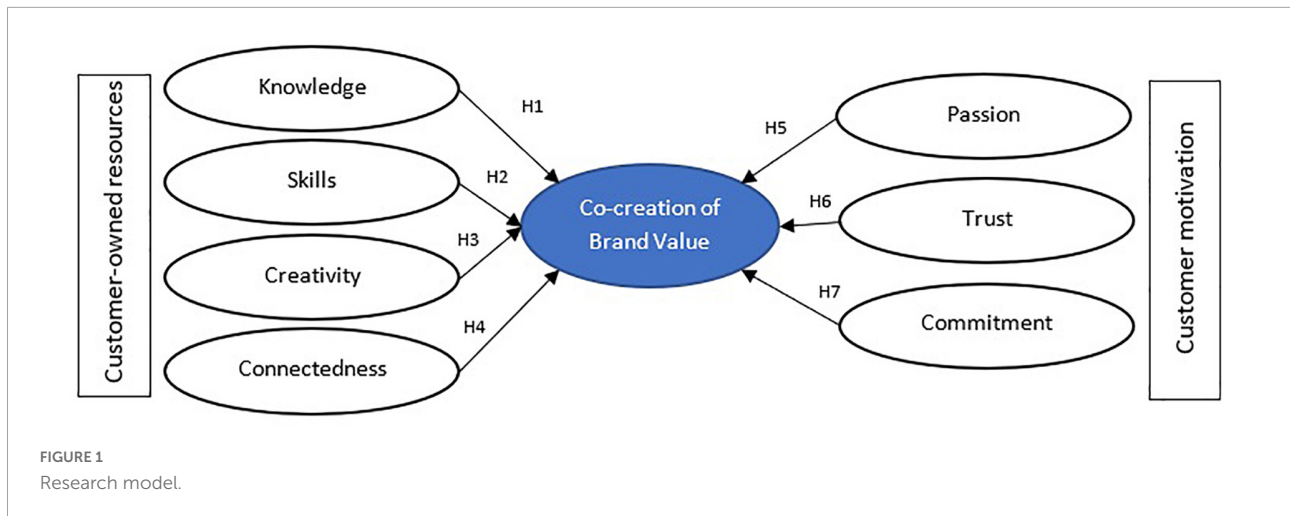 Customer-owned resources
Knowledge
Skills
Creativity
Connectedness
H1
H2
H3
H4
Co-creation of
Brand Value
H5
H6
H7
Passion
Trust
Commitment
Customer motivation
FIGURE 1
Research model.